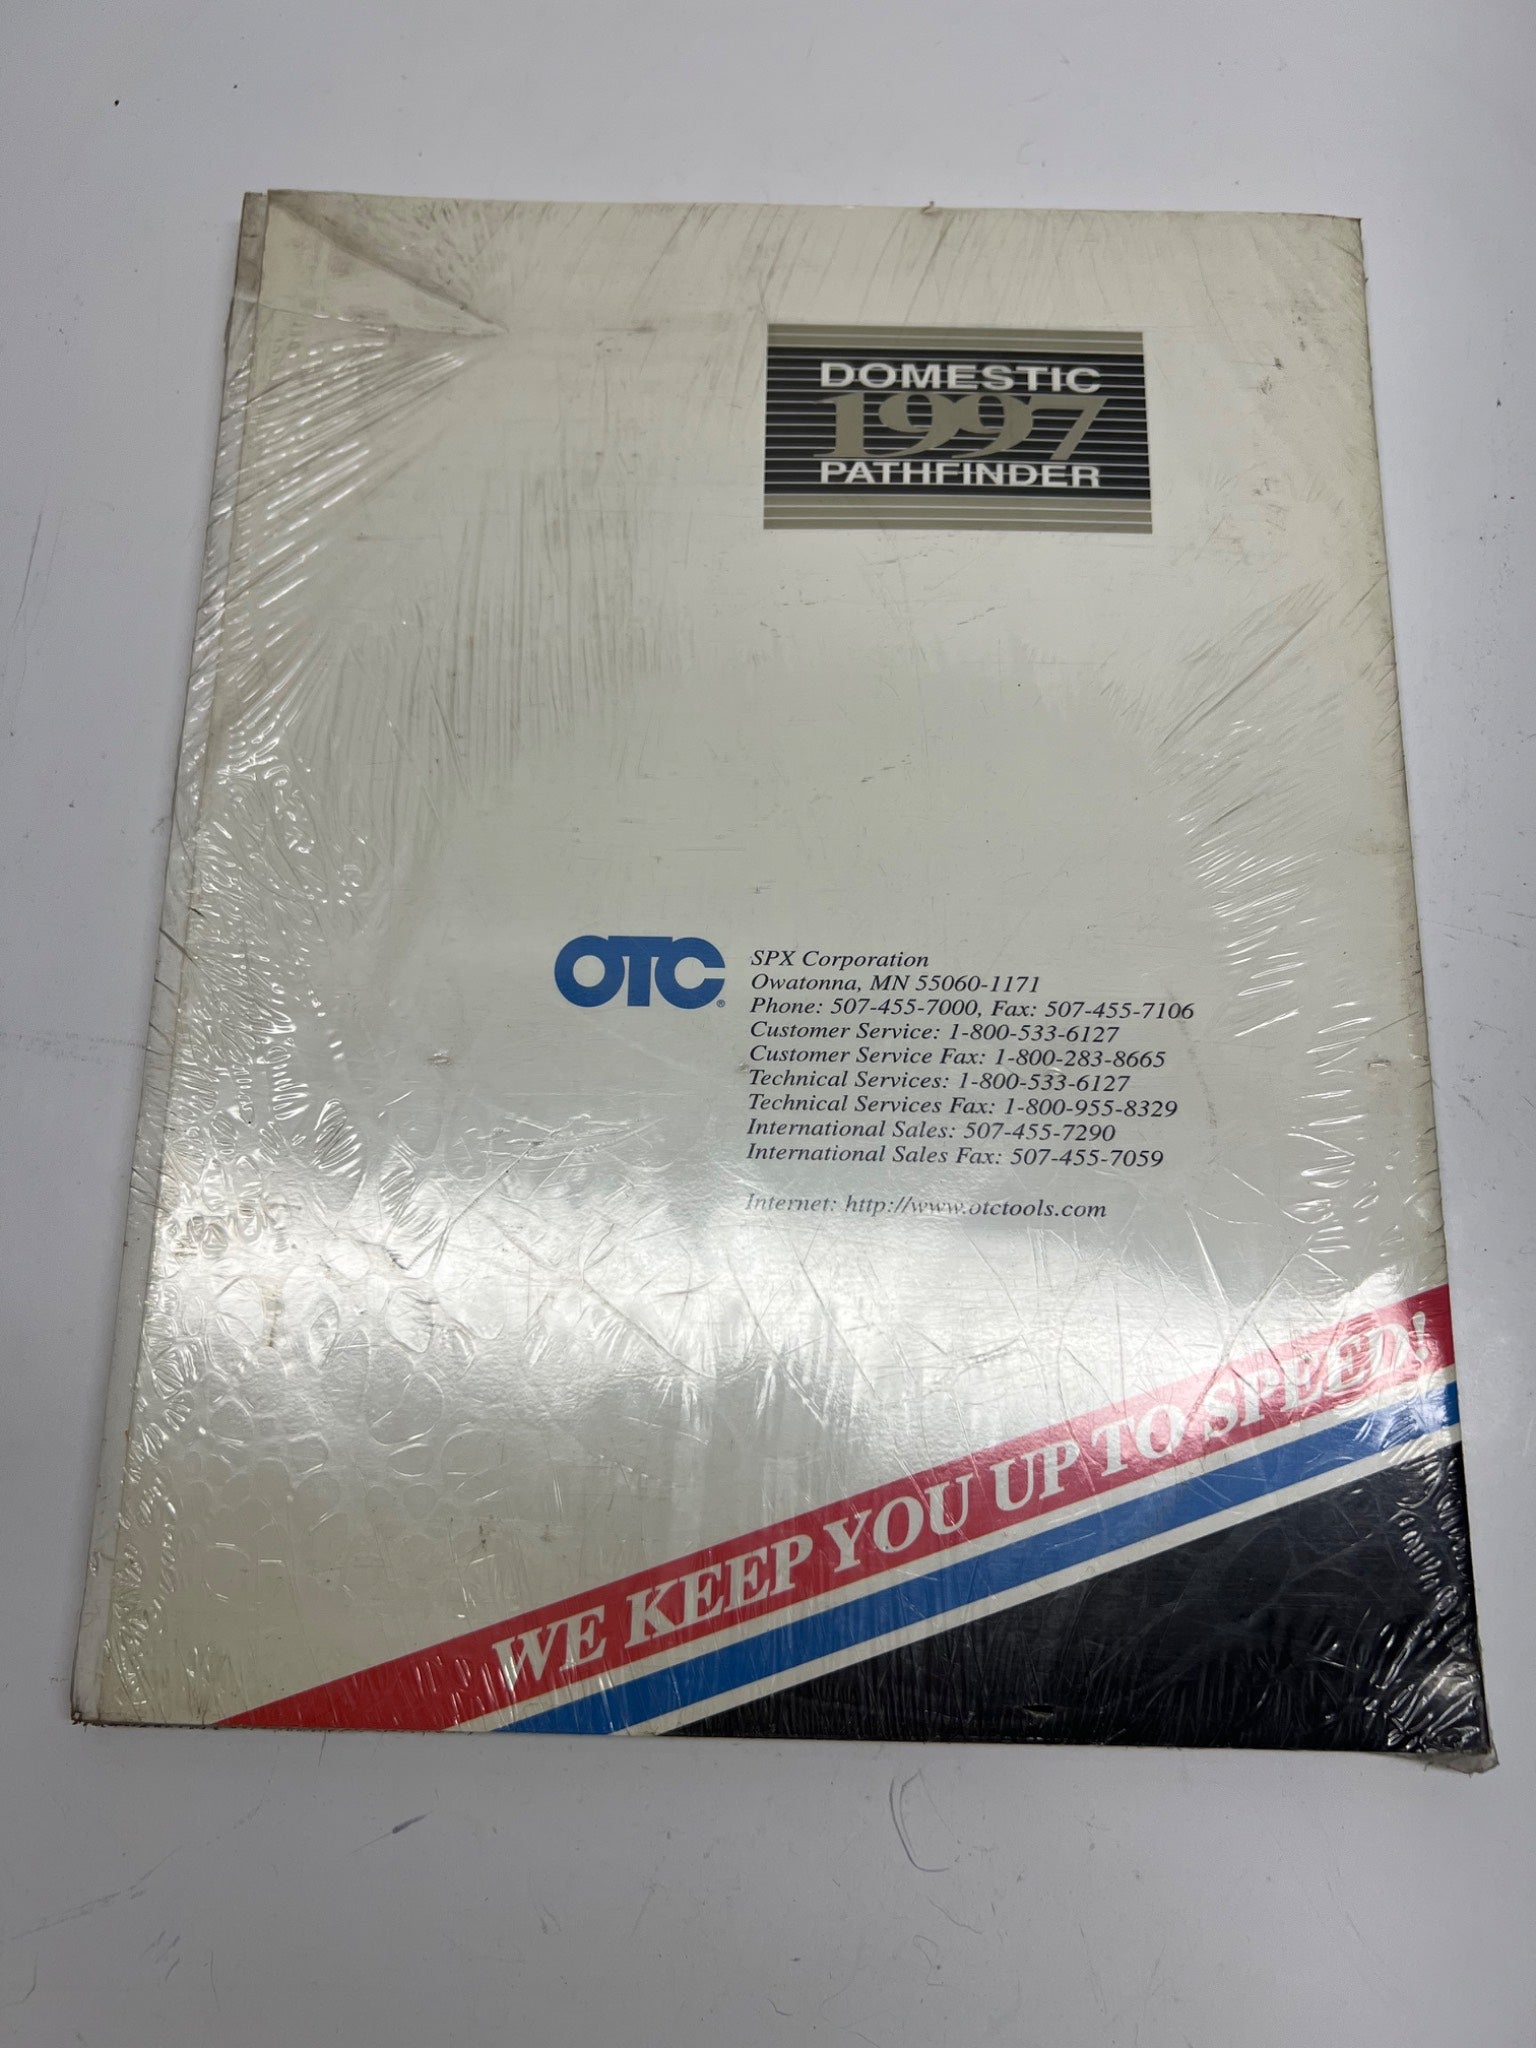 DOMESTIC
1997
PATHFINDER
OTC®
SPX Corporation
Owatonna, MN 55060-1171
Phone: 507-455-7000, Fax: 507-455-7106
Customer Service: 1-800-533-6127
Customer Service Fax: 1-800-283-8665
Technical Services: 1-800-533-6127
Technical Services Fax: 1-800-955-8329
International Sales: 507-455-7290
International Sales Fax: 507-455-7059
Internet: http://www.otctools.com
WE KEEP YOU UP TO SPEED!